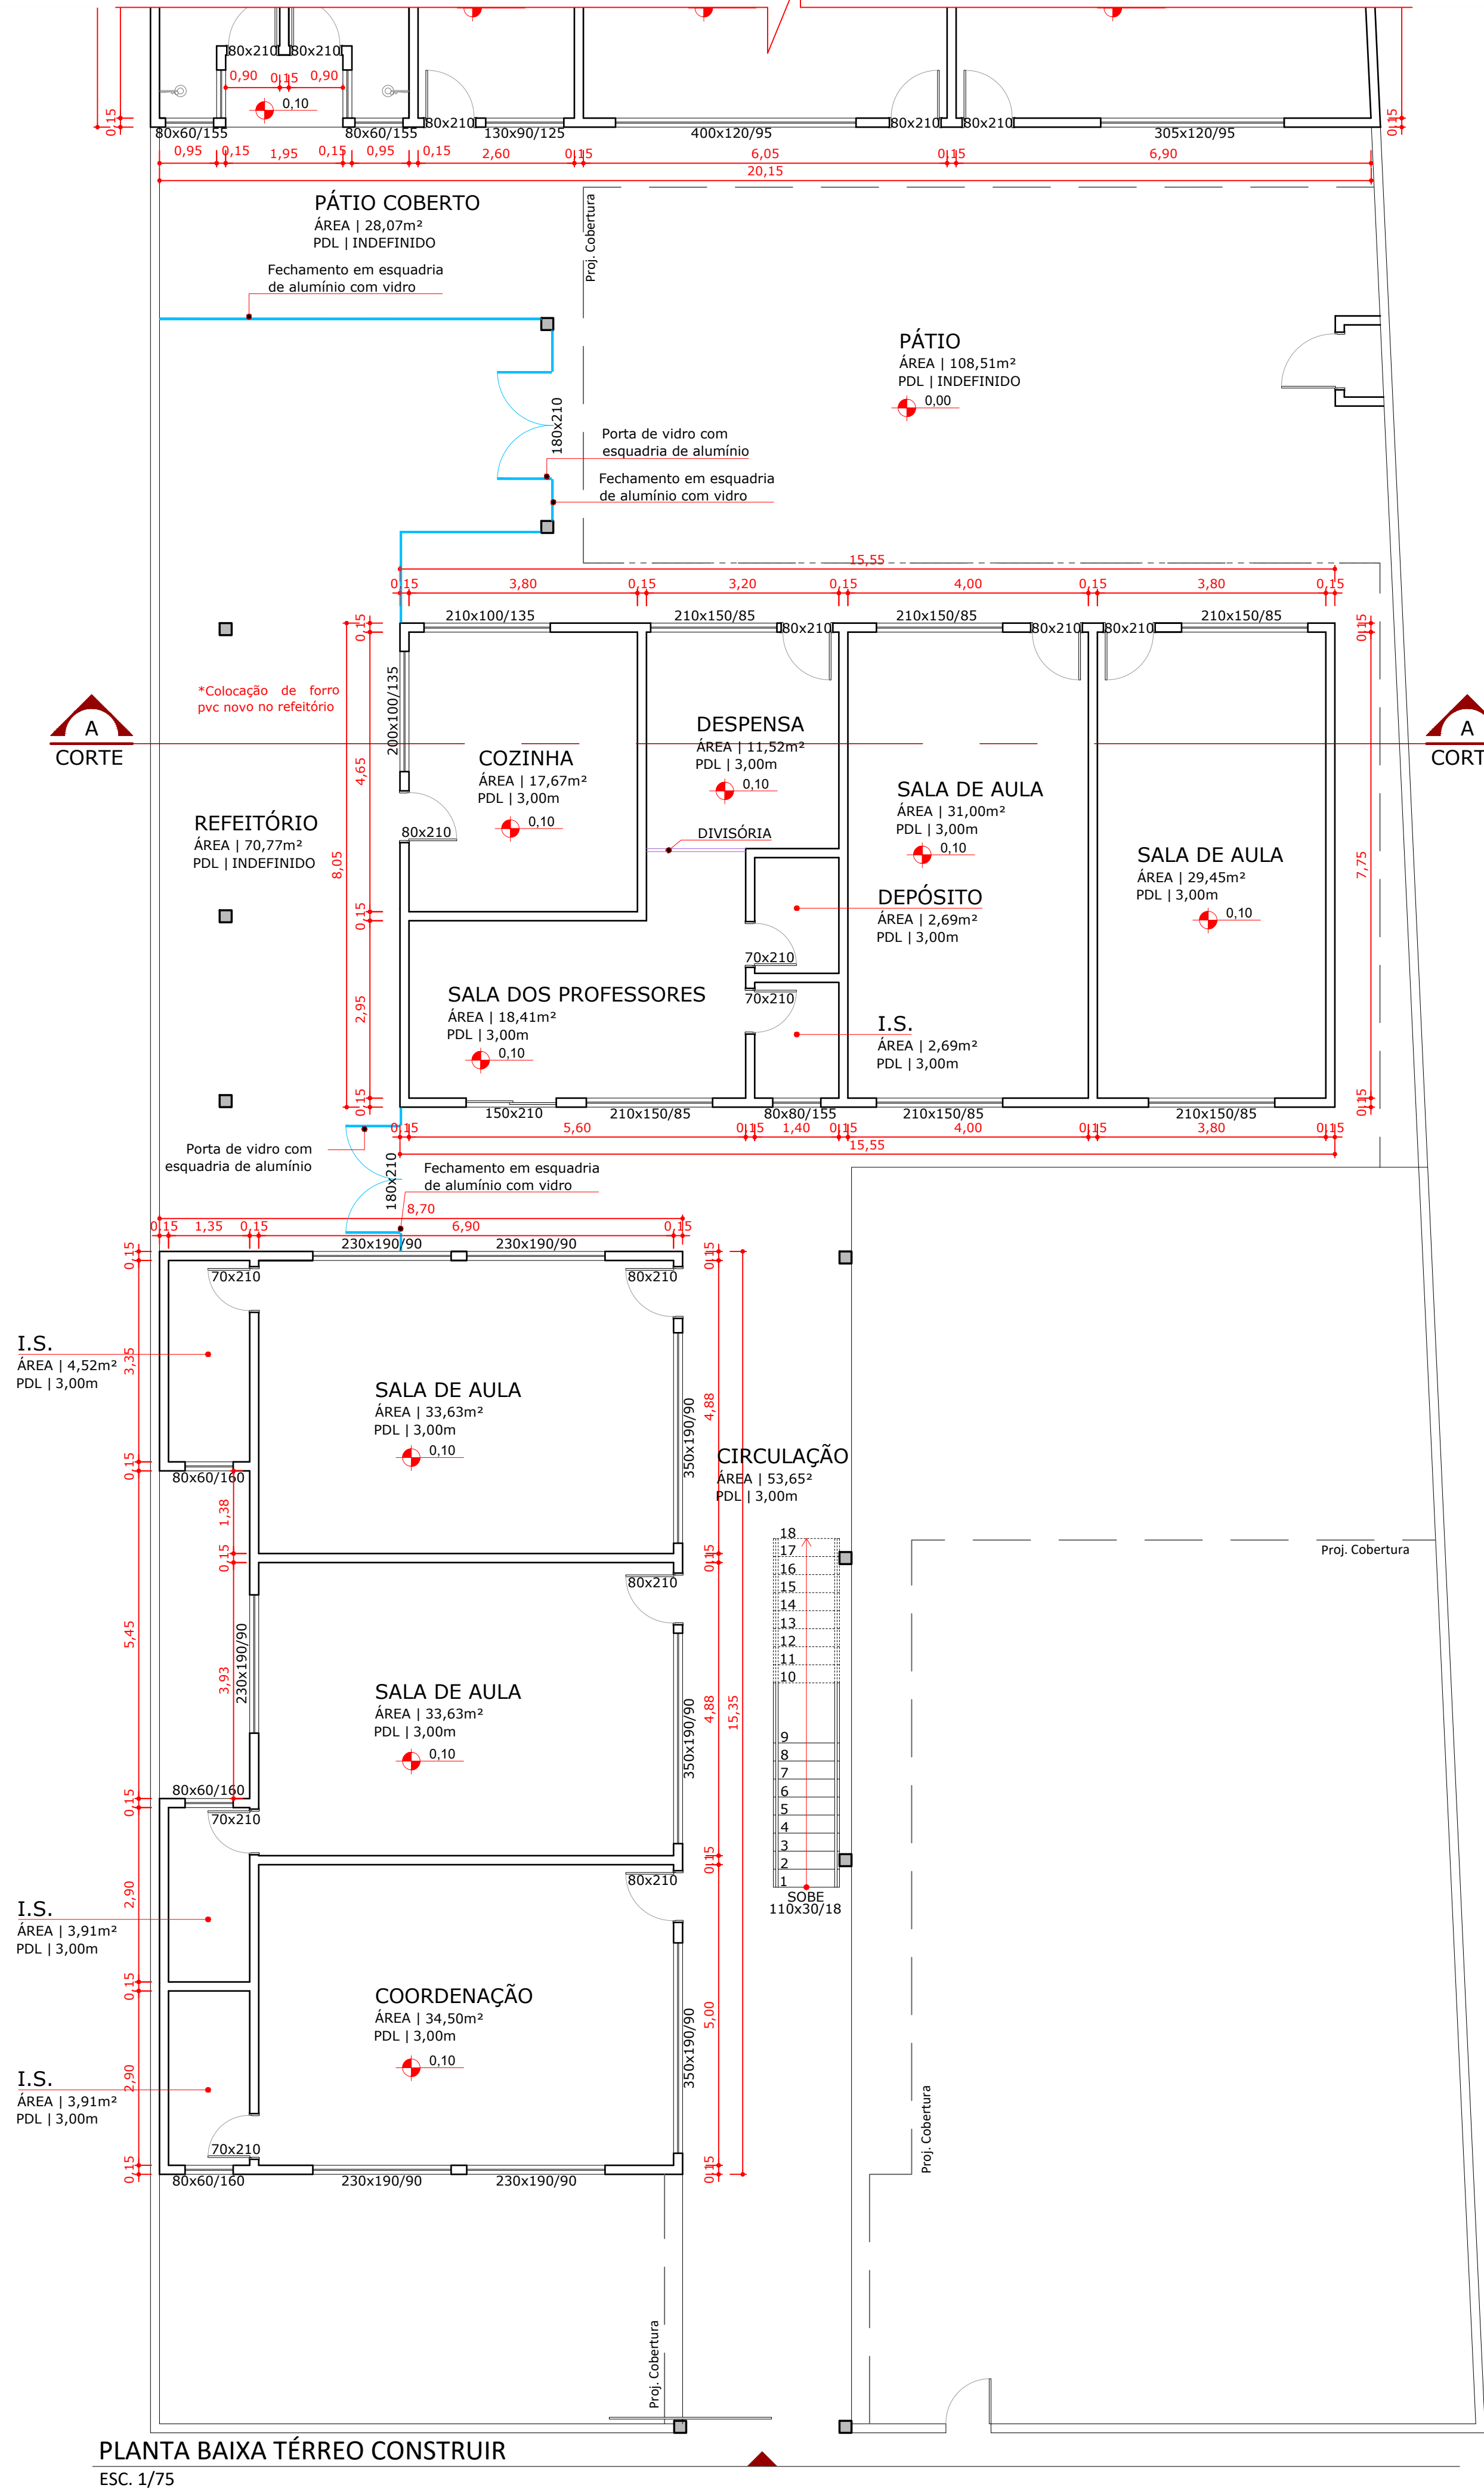 80x210
80x210
0,90
0,15
0,90
0,10
0,15
0,15
80x60/155
80x60/155
80x210
130x90/125
400x120/95
80x210
80x210
305x120/95
0,95
0,15
1,95
0,15
0,95
0,15
2,60
0,15
6,05
0,15
6,90
20,15
PÁTIO COBERTO
ÁREA | 28,07m²
PDL | INDEFINIDO
Proj. Cobertura
Fechamento em esquadria
de alumínio com vidro
PÁTIO
ÁREA | 108,51m²
PDL | INDEFINIDO
0,00
180x210
Porta de vidro com
esquadria de alumínio
Fechamento em esquadria
de alumínio com vidro
15,55
0,15
3,80
0,15
3,20
0,15
4,00
0,15
3,80
0,15
210x100/135
210x150/85
80x210
210x150/85
80x210
80x210
210x150/85
0,15
0,15
*Colocação de forro
pvc novo no refeitório
200x100/135
A
CORTE
A
CORT
DESPENSA
ÁREA | 11,52m²
PDL | 3,00m
0,10
COZINHA
ÁREA | 17,67m²
PDL | 3,00m
0,10
4,65
SALA DE AULA
ÁREA | 31,00m²
PDL | 3,00m
0,10
80x210
DIVISÓRIA
REFEITÓRIO
ÁREA | 70,77m²
PDL | INDEFINIDO
8,05
SALA DE AULA
ÁREA | 29,45m²
PDL | 3,00m
0,10
7,75
DEPÓSITO
ÁREA | 2,69m²
PDL | 3,00m
0,15
70x210
70x210
SALA DOS PROFESSORES
ÁREA | 18,41m²
PDL | 3,00m
0,10
2,95
I.S.
ÁREA | 2,69m²
PDL | 3,00m
0,15
0,15
150x210
210x150/85
80x80/155
210x150/85
210x150/85
0,15
5,60
0,15
1,40
0,15
4,00
0,15
3,80
0,15
15,55
Porta de vidro com
esquadria de alumínio
180x210
Fechamento em esquadria
de alumínio com vidro
8,70
0,15
1,35
0,15
6,90
0,15
230x190/90
230x190/90
0,15
0,15
70x210
80x210
I.S.
ÁREA | 4,52m²
PDL | 3,00m
3,35
SALA DE AULA
ÁREA | 33,63m²
PDL | 3,00m
0,10
350x190/90
4,88
CIRCULAÇÃO
ÁREA | 53,65²
PDL | 3,00m
0,15
80x60/160
1,38
0,15
0,15
80x210
18
17
16
15
14
13
12
11
10
9
8
7
6
5
4
3
2
1
SOBE
110x30/18
Proj. Cobertura
5,45
3,93
230x190/90
SALA DE AULA
ÁREA | 33,63m²
PDL | 3,00m
0,10
350x190/90
4,88
15,35
0,15
80x60/160
70x210
0,15
80x210
I.S.
ÁREA | 3,91m²
PDL | 3,00m
2,90
0,15
COORDENAÇÃO
ÁREA | 34,50m²
PDL | 3,00m
0,10
350x190/90
5,00
I.S.
ÁREA | 3,91m²
PDL | 3,00m
2,90
Proj. Cobertura
70x210
0,15
80x60/160
230x190/90
230x190/90
0,15
Proj. Cobertura
PLANTA BAIXA TÉRREO CONSTRUIR
ESC. 1/75